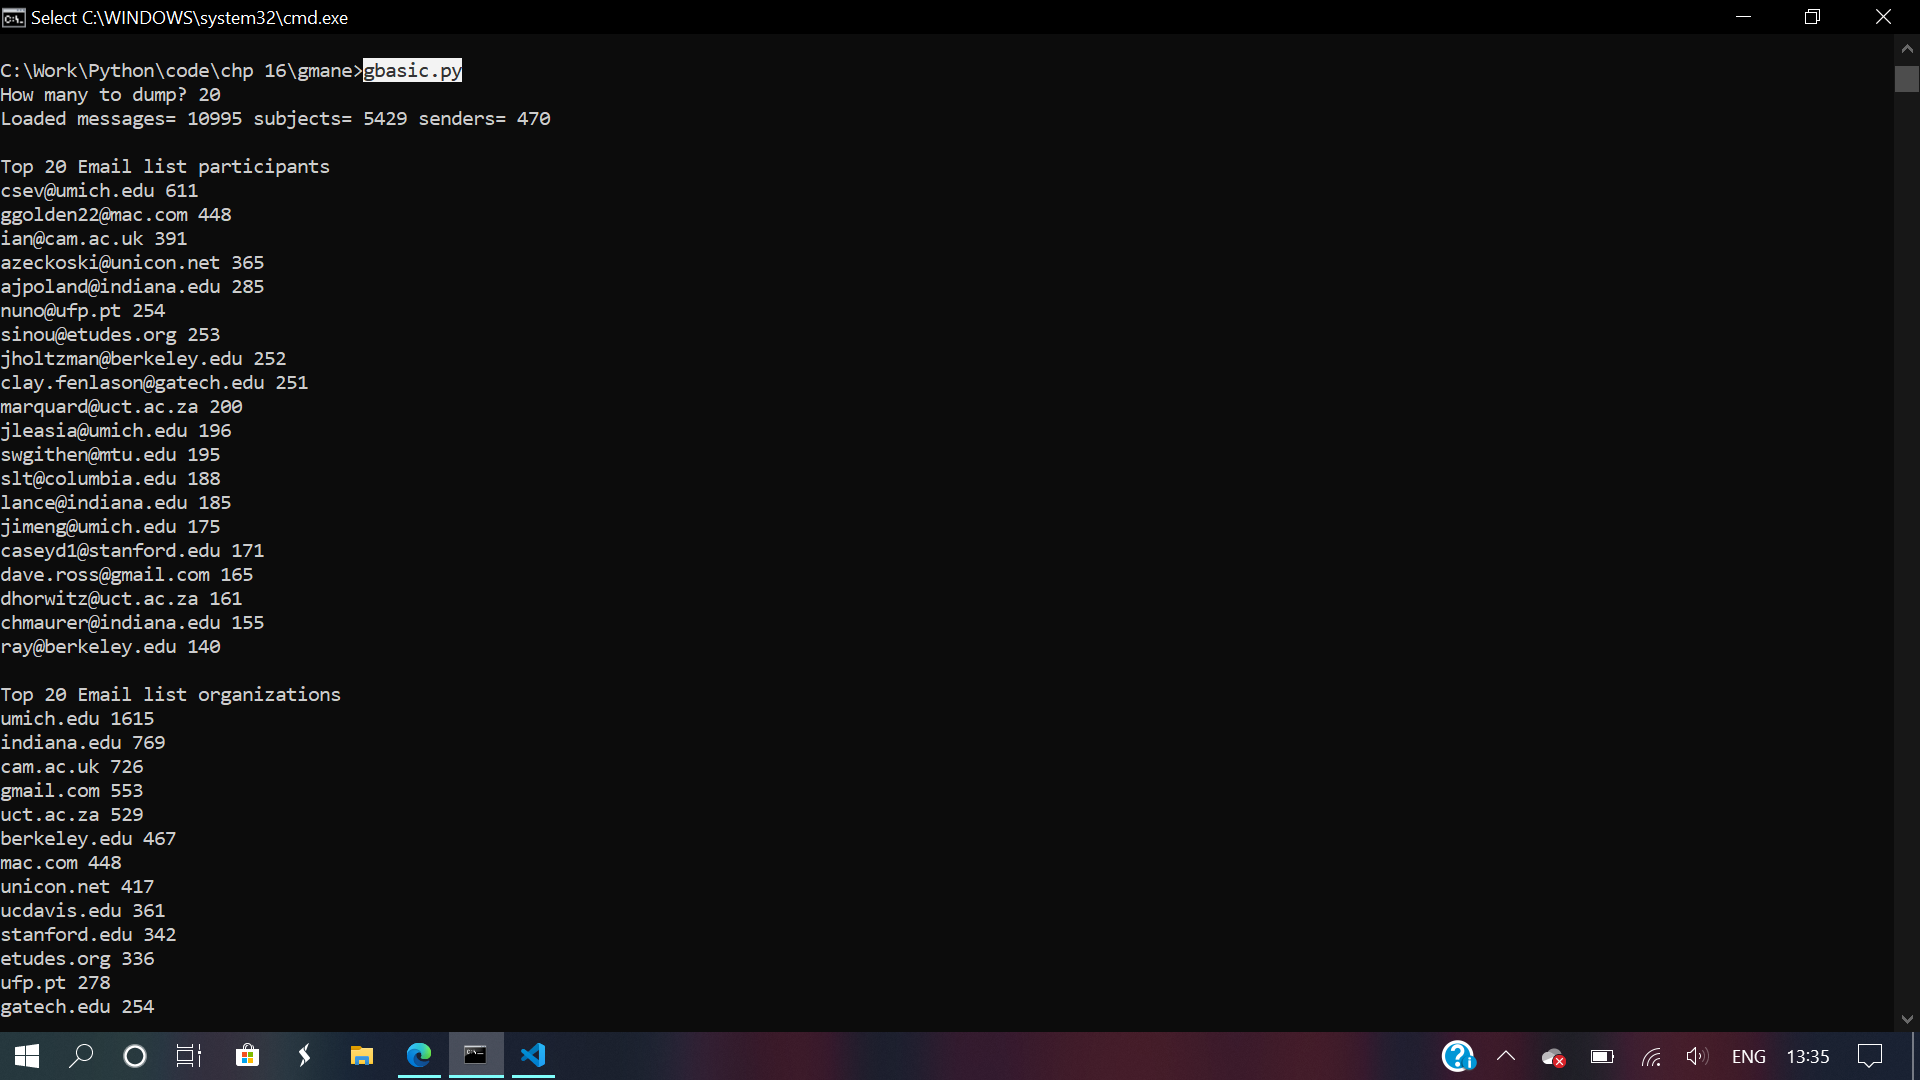 Select C:\WINDOWS\system32\cmd.exe
C:\Work\Python\code\chp 16\gmane>gbasic.py
How many to dump? 20
Loaded messages= 10995 subjects= 5429 senders= 470
Top 20 Email list participants
csev@umich.edu 611
ggolden22@mac.com 448
ian@cam.ac.uk 391
azeckoski@unicon.net 365
ajpoland@indiana.edu 285
nuno@ufp.pt 254
sinou@etudes.org 253
jholtzman@berkeley.edu 252
clay.fenlason@gatech.edu 251
marquard@uct.ac.za 200
jleasia@umich.edu 196
swgithen@mtu.edu 195
slt@columbia.edu 188
lance@indiana.edu 185
jimeng@umich.edu 175
caseyd1@stanford.edu 171
dave.ross@gmail.com 165
dhorwitz@uct.ac.za 161
chmaurer@indiana.edu 155
ray@berkeley.edu 140
Top 20 Email list organizations
umich.edu 1615
indiana.edu 769
cam.ac.uk 726
gmail.com 553
uct.ac.za 529
berkeley.edu 467
mac.com 448
unicon.net 417
ucdavis.edu 361
stanford.edu 342
etudes.org 336
ufp.pt 278
gatech.edu 254
ENG 13:35